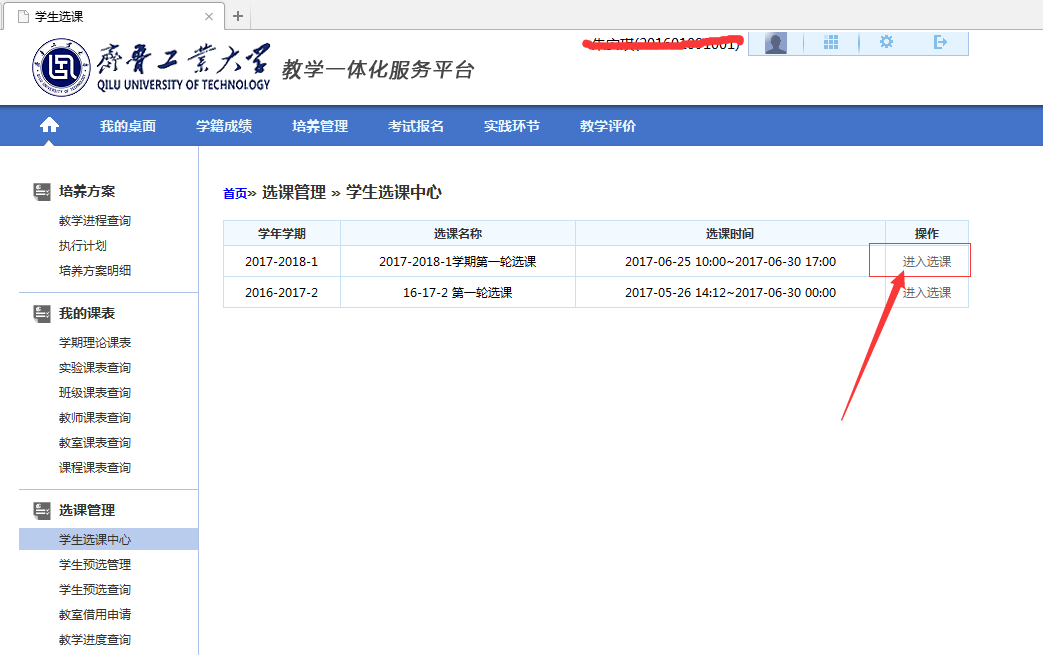 学生选课
齐鲁工业大学
QILU UNIVERSITY OF TECHNOLOGY
教学一体化服务平台
我的桌面 学籍成绩 培养管理 考试报名 实践环节 教学评价
培养方案
教学进程查询
执行计划
培养方案明细
我的课表
学期理论课表
实验课表查询
班级课表查询
教师课表查询
教室课表查询
课程课表查询
选课管理
学生选课中心
学生预选管理
学生预选查询
教室借用申请
教学进度查询
首页» 选课管理 » 学生选课中心
学年学期 选课名称 选课时间 操作
2017-2018-1 2017-2018-1学期第一轮选课 2017-06-25 10:00~2017-06-30 17:00 进入选课
2016-2017-2 16-17-2 第一轮选课 2017-05-26 14:12~2017-06-30 00:00 进入选课